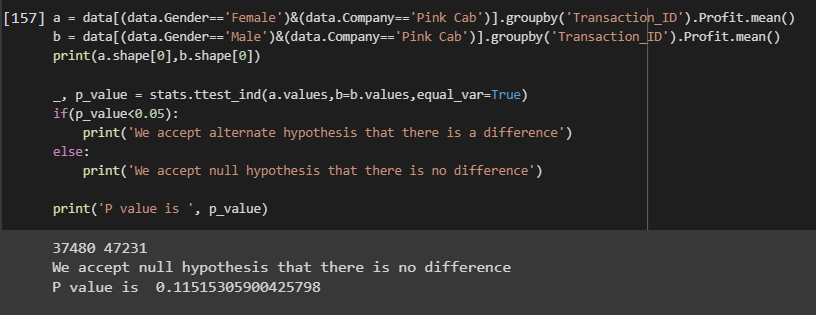 [157] a = data[(data.Gender=='Female')&(data.Company=='Pink Cab')].groupby('Transaction_ID').Profit.mean()
b = data[(data.Gender=='Male')&(data.Company=='Pink Cab')].groupby('Transaction_ID').Profit.mean()
print(a.shape[0],b.shape[0])
_, p_value = stats.ttest_ind(a.values,b=b.values,equal_var=True)
if(p_value<0.05):
print('We accept alternate hypothesis that there is a difference')
else:
print('We accept null hypothesis that there is no difference')
print('P value is ', p_value)
37480 47231
We accept null hypothesis that there is no difference
P value is  0.11515305900425798